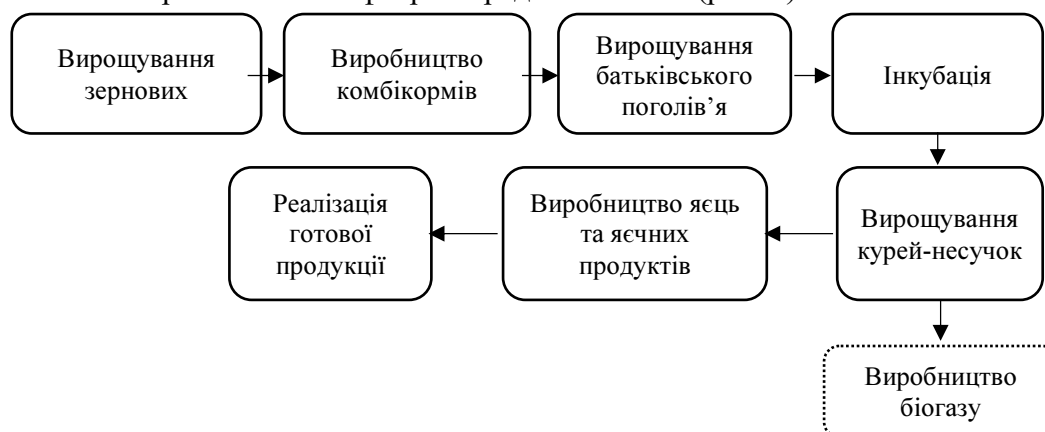 Вирощування
зернових
Виробництво
комбікормів
Вирощування
батьківського
поголів’я
Інкубація
Реалізація
готової
продукції
Виробництво яєць
та яєчних
продуктів
Вирощування
курей-несучок
Виробництво
біогазу